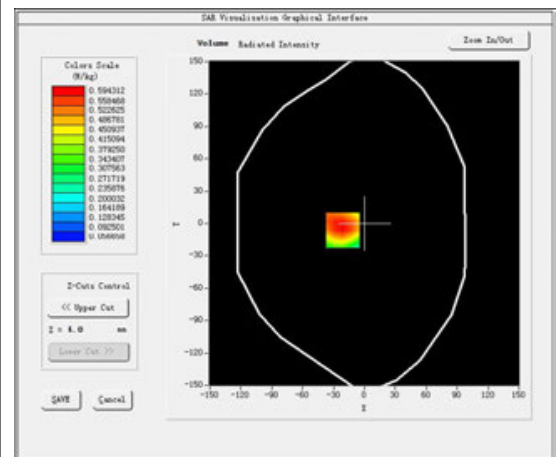 SAR Visualisation Graphical Interface
Volume Radiated Intensity
Zoom In/Out
Colors Scale
(W/kg)
0.594312
0.558468
0.522625
0.486781
0.450937
0.415094
0.379250
0.343407
0.307563
0.271719
0.235876
0.200032
0.164189
0.128345
0.092501
0.056658
Z-Cuts Control
<< Upper Cut
Z = 4.0 mm
Lower Cut >>
SAVE
Cancel
150
120
90
60
30
0
-30
-60
-90
-120
-150
Y
-150 -120 -90 -60 -30 0 30 60 90 120 150
X